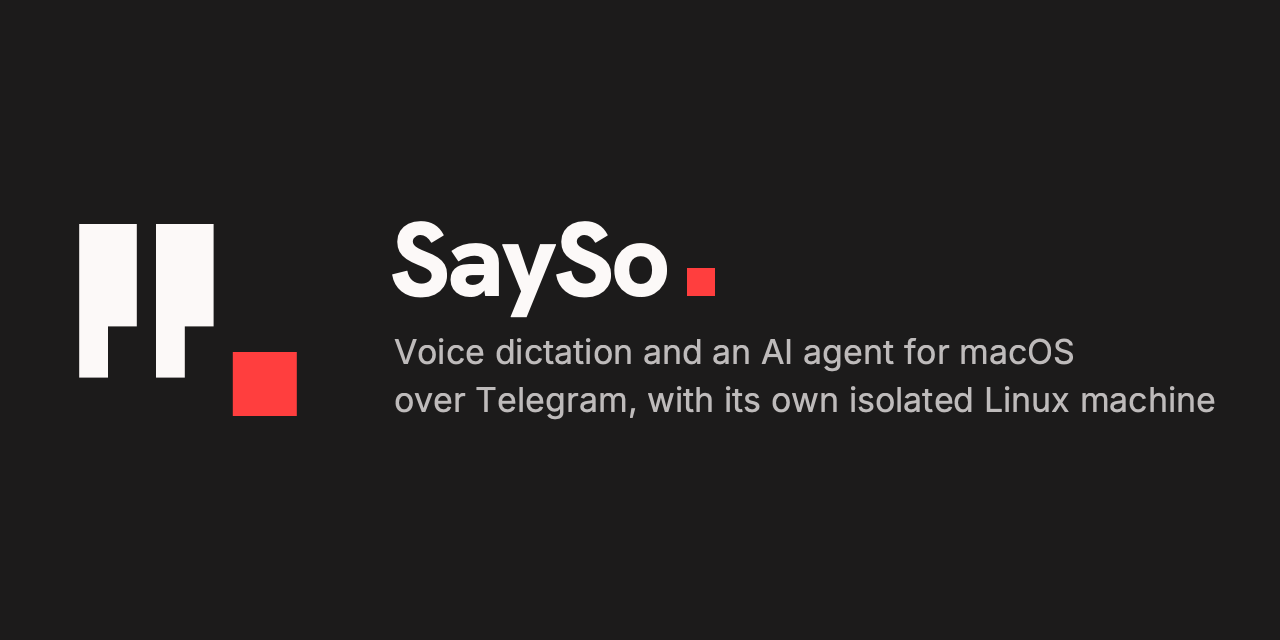 SaySo.
Voice dictation and an AI agent for macOS
over Telegram, with its own isolated Linux machine